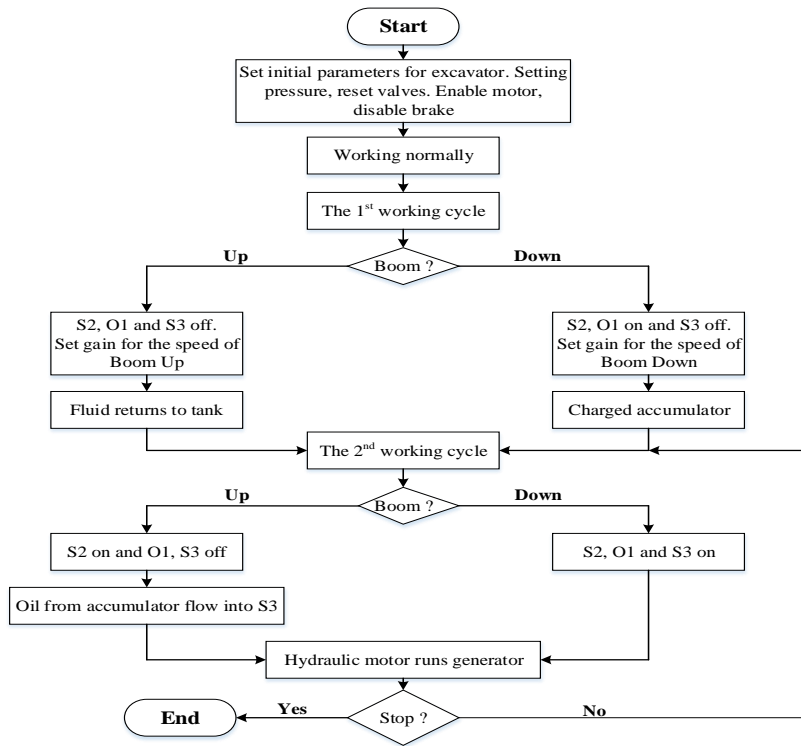 Start
Set initial parameters for excavator. Setting
pressure, reset valves. Enable motor,
disable brake
Working normally
The 1st working cycle
Up
Boom ?
Down
S2, O1 and S3 off.
Set gain for the speed of
Boom Up
S2, O1 on and S3 off.
Set gain for the speed of
Boom Down
Fluid returns to tank
Charged accumulator
The 2nd working cycle
Up
Boom ?
Down
S2 on and O1, S3 off
S2, O1 and S3 on
Oil from accumulator flow into S3
Hydraulic motor runs generator
End
Yes
Stop ?
No